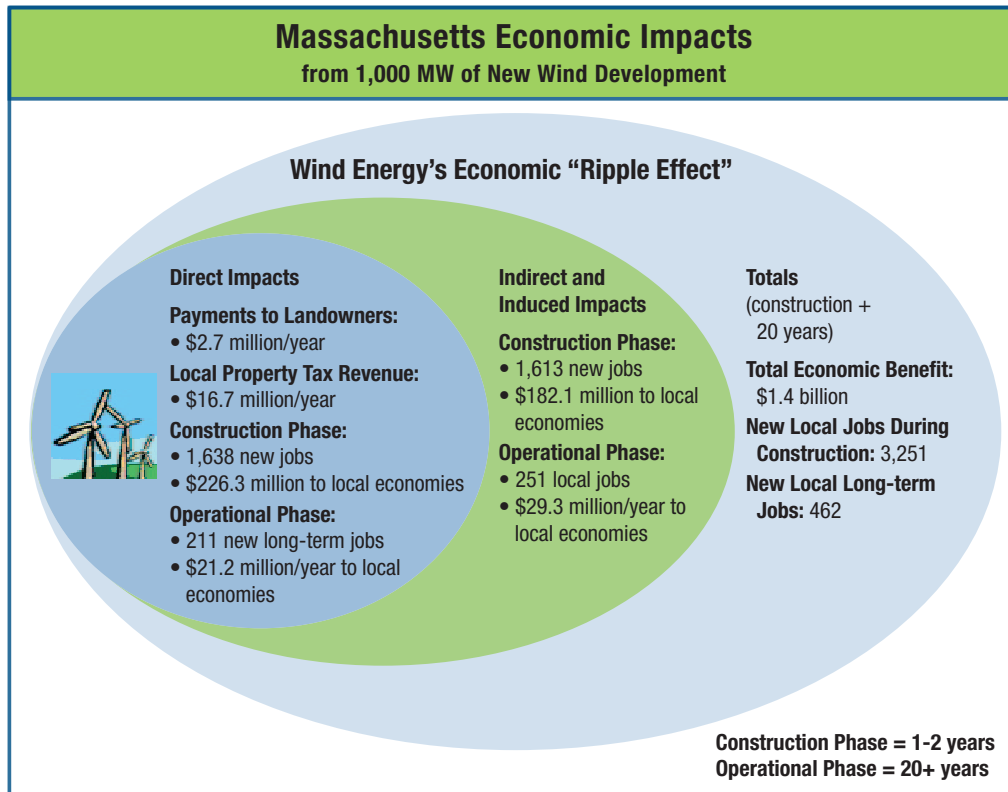 Massachusetts Economic Impacts
from 1,000 MW of New Wind Development
Wind Energy’s Economic “Ripple Effect”
Direct Impacts
Payments to Landowners:
• $2.7 million/year
Local Property Tax Revenue:
• $16.7 million/year
Construction Phase:
• 1,638 new jobs
• $226.3 million to local economies
Operational Phase:
• 211 new long-term jobs
• $21.2 million/year to local
economies
Indirect and
Induced Impacts
Construction Phase:
• 1,613 new jobs
• $182.1 million to local
economies
Operational Phase:
• 251 local jobs
• $29.3 million/year to
local economies
Totals
(construction +
20 years)
Total Economic Benefit:
$1.4 billion
New Local Jobs During
Construction: 3,251
New Local Long-term
Jobs: 462
Construction Phase = 1-2 years
Operational Phase = 20+ years